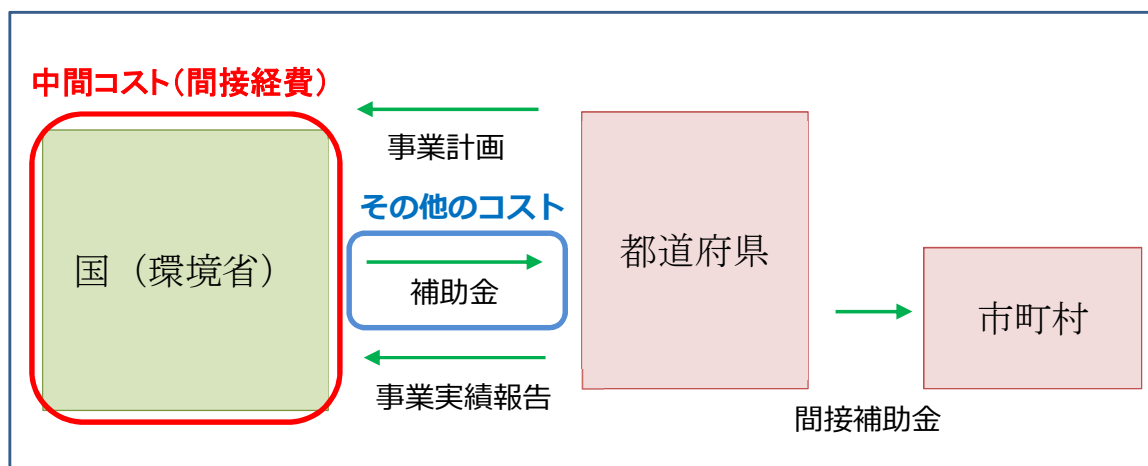 中間コスト（間接経費）
事業計画
その他のコスト
国（環境省）
補助金
都道府県
市町村
事業実績報告
間接補助金